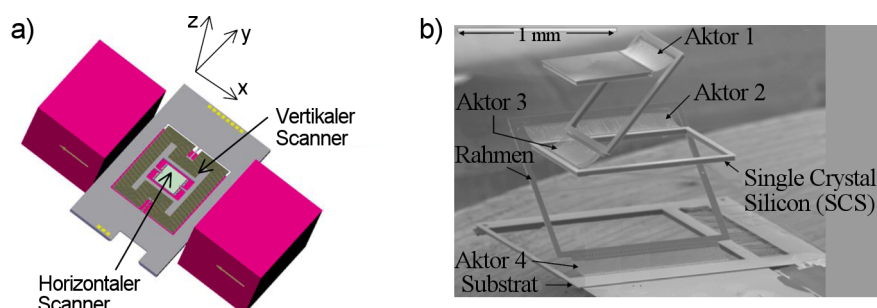 a)
z
y
x
Vertikaler
Scanner
Horizontaler
Scanner
b)
1 mm
Aktor 1
Aktor 3
Aktor 2
Rahmen
Single Crystal
Silicon (SCS)
Aktor 4
Substrat